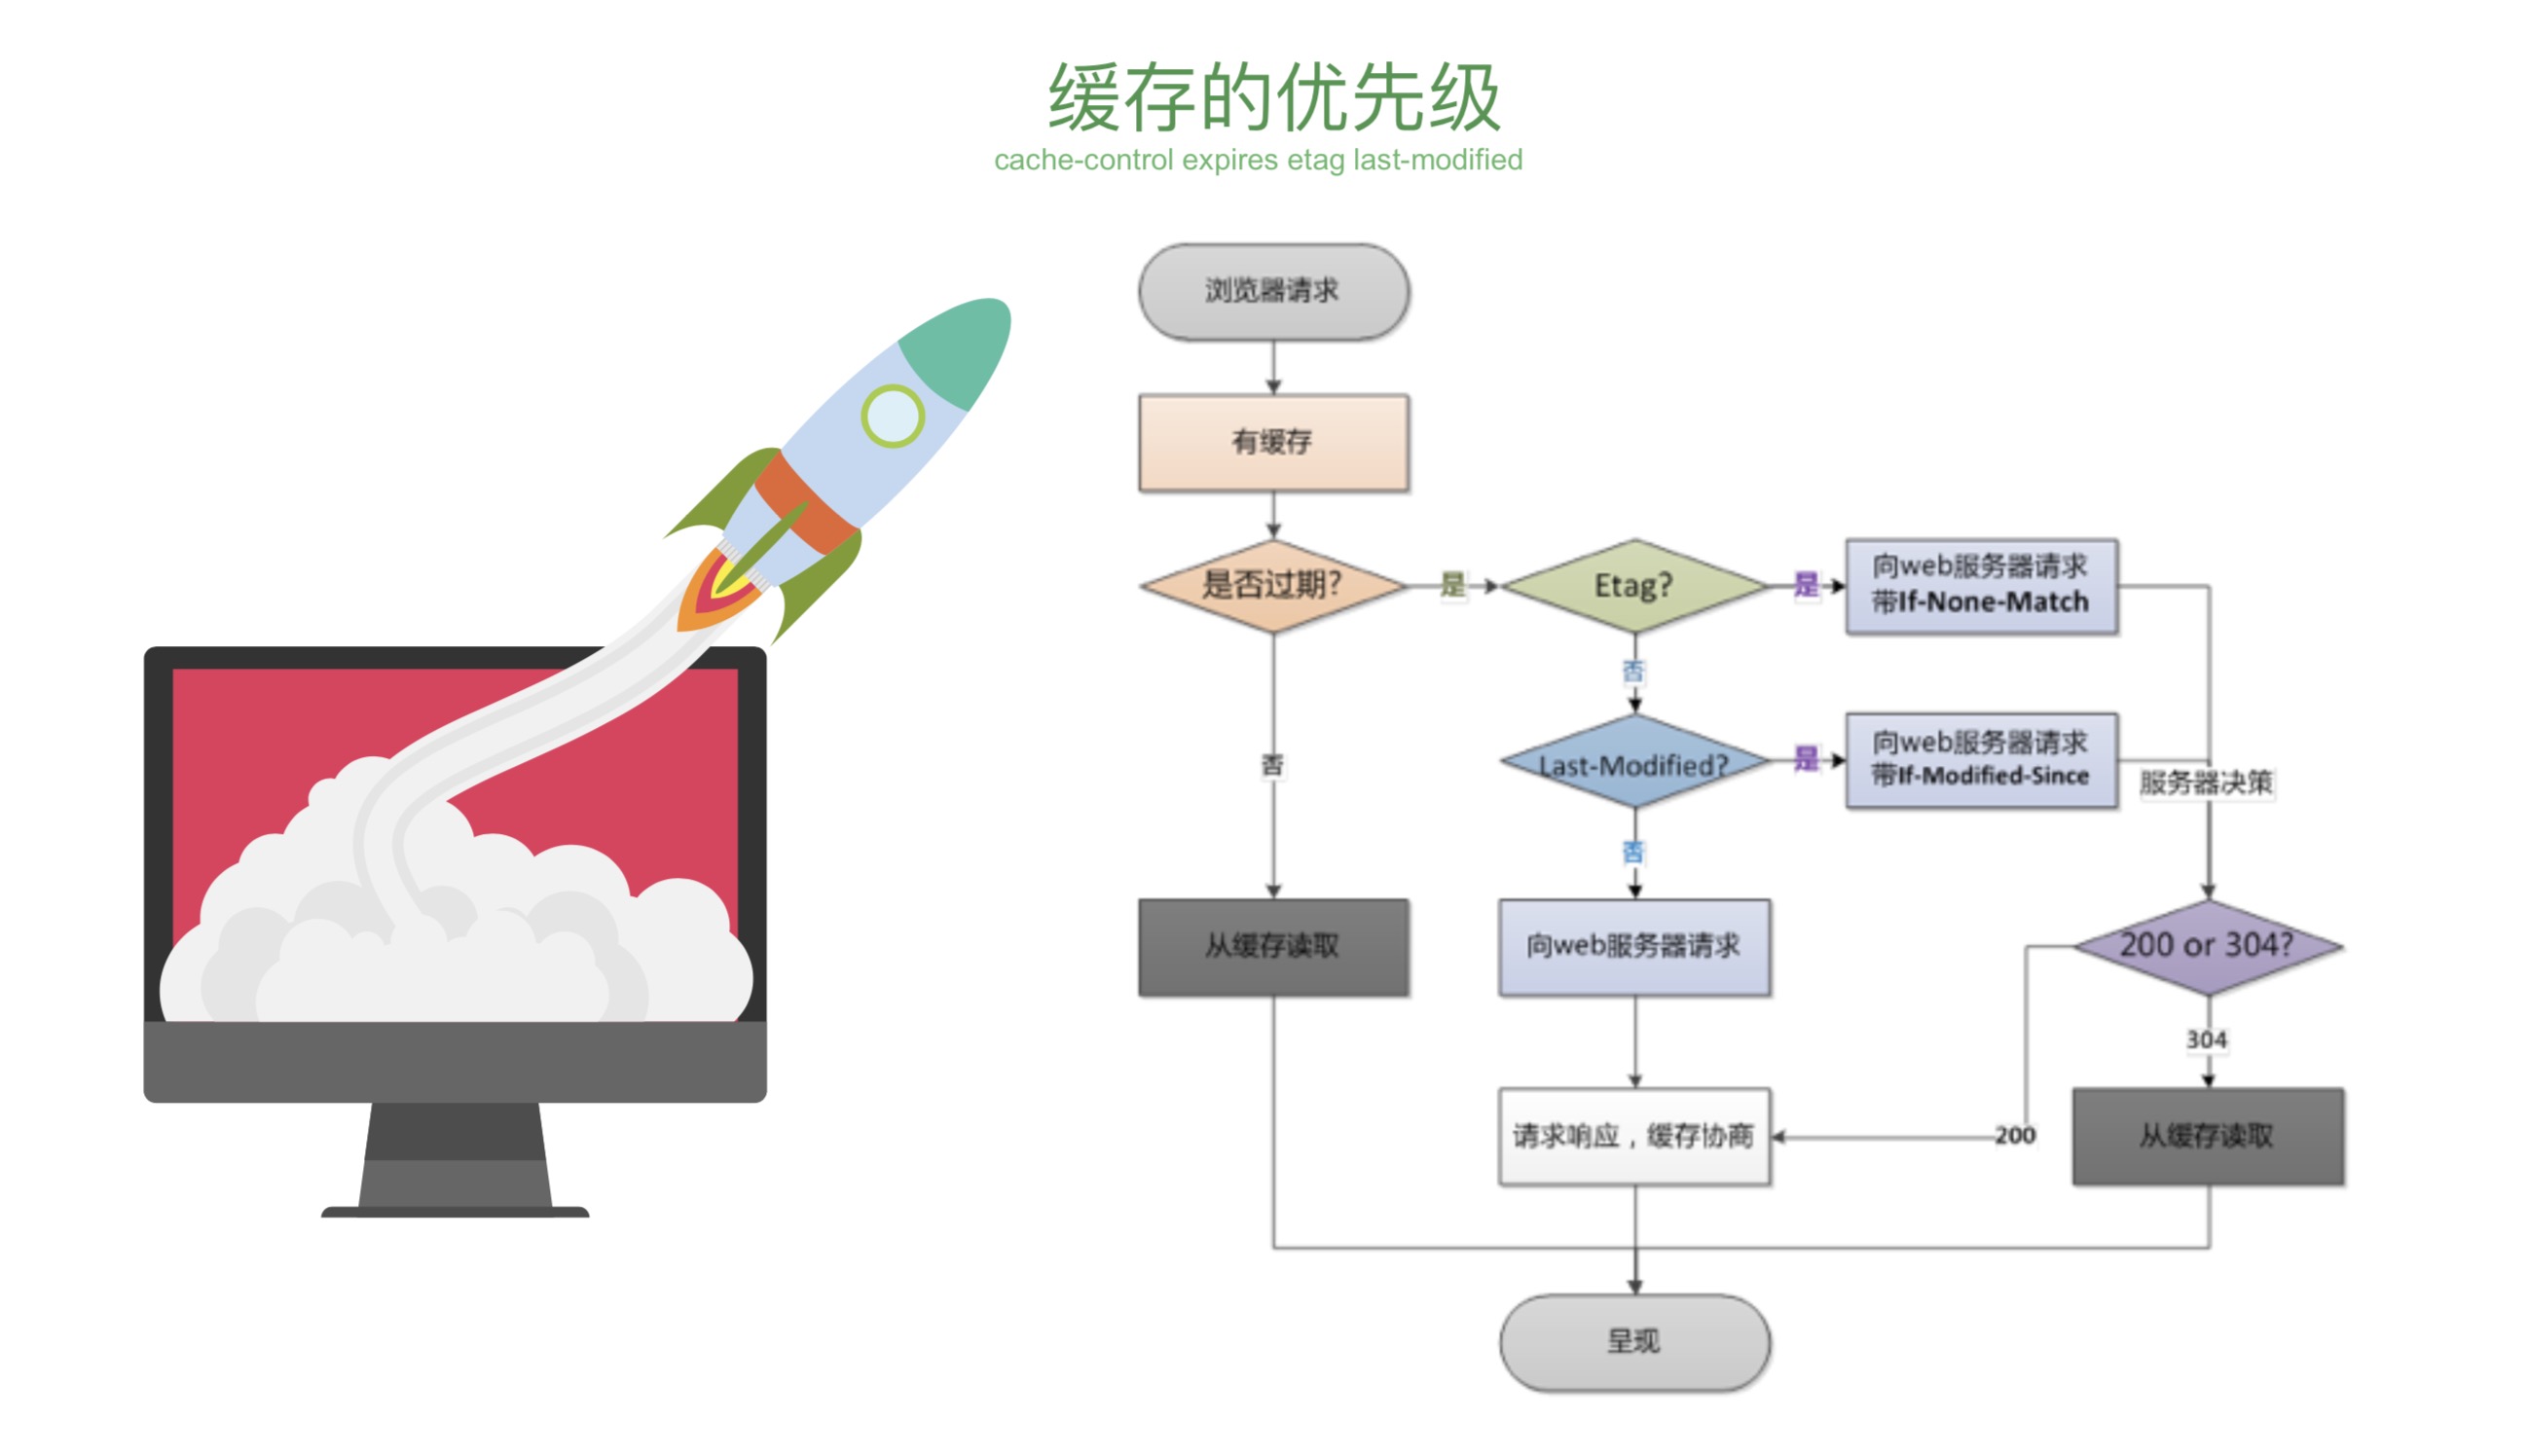 缓存的优先级
cache-control expires etag last-modified
浏览器请求
有缓存
是否过期?
是
Etag?
是
向web服务器请求
带If-None-Match
否
否
Last-Modified?
是
向web服务器请求
带If-Modified-Since
服务器决策
否
从缓存读取
向web服务器请求
200 or 304?
304
请求响应，缓存协商
200
从缓存读取
呈现